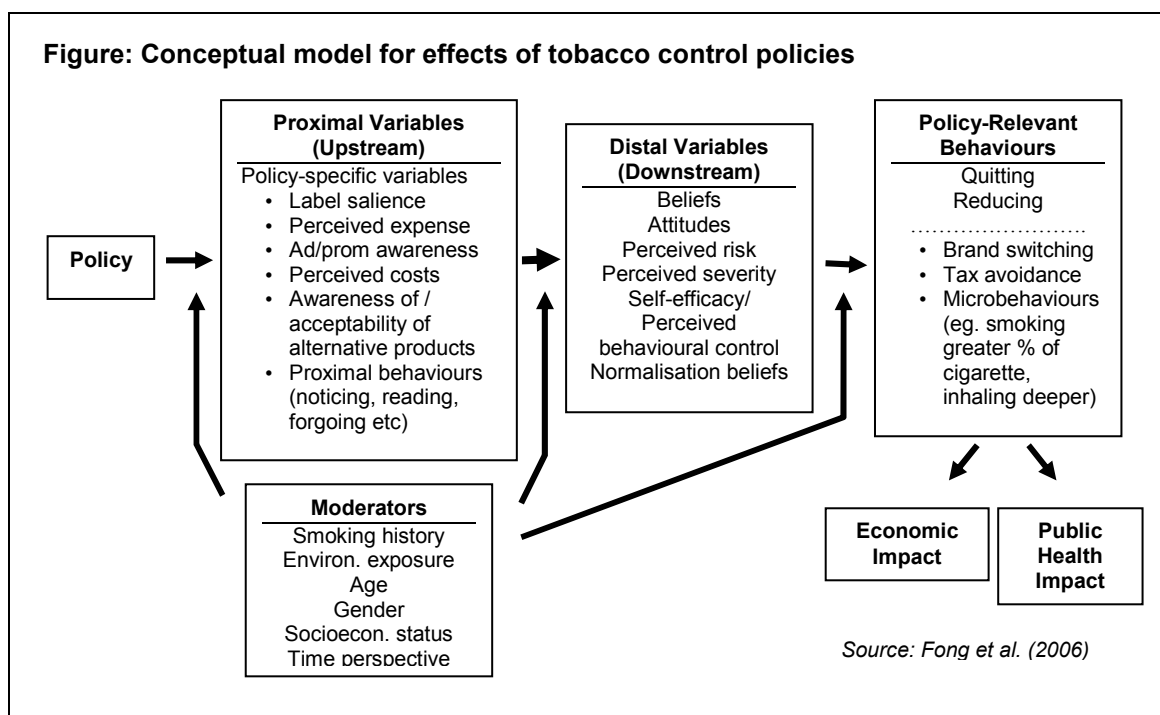 Figure: Conceptual model for effects of tobacco control policies
Policy
Proximal Variables
(Upstream)
Policy-specific variables
• Label salience
• Perceived expense
• Ad/prom awareness
• Perceived costs
• Awareness of /
acceptability of
alternative products
• Proximal behaviours
(noticing, reading,
forgoing etc)
Distal Variables
(Downstream)
Beliefs
Attitudes
Perceived risk
Perceived severity
Self-efficacy/
Perceived
behavioural control
Normalisation beliefs
Policy-Relevant
Behaviours
Quitting
Reducing
……………………..
• Brand switching
• Tax avoidance
• Microbehaviours
(eg. smoking
greater % of
cigarette,
inhaling deeper)
Moderators
Smoking history
Environ. exposure
Age
Gender
Socioecon. status
Time perspective
Economic
Impact
Public
Health
Impact
Source: Fong et al. (2006)